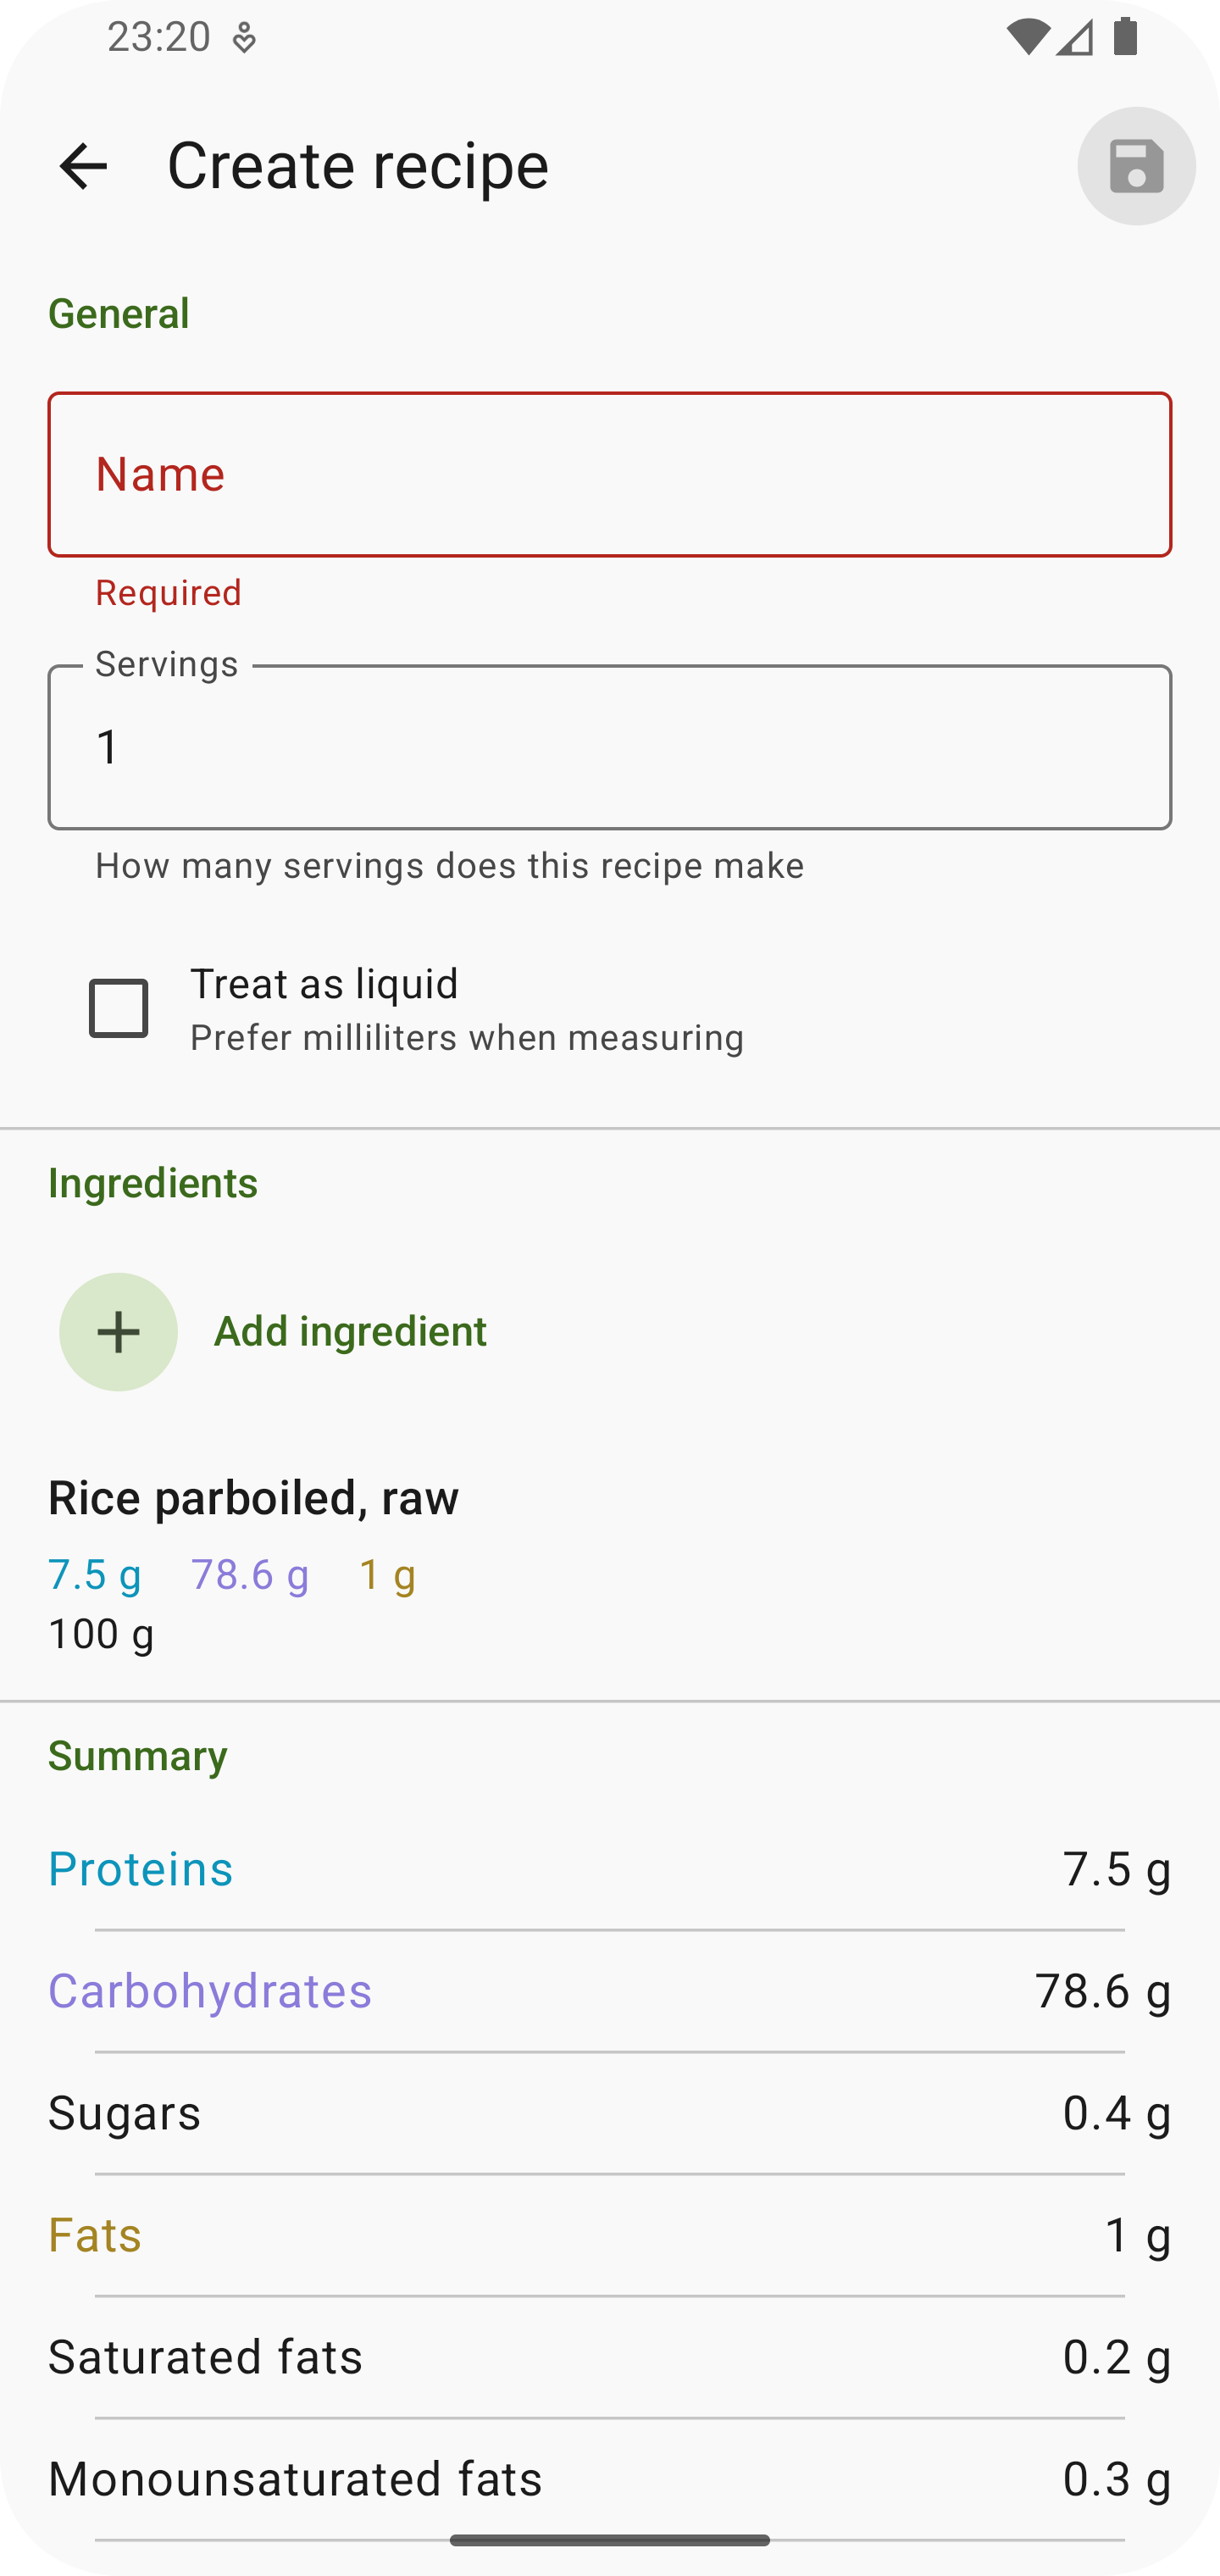 23:20
Create recipe
General
Name
Required
Servings
1
How many servings does this recipe make
Treat as liquid
Prefer milliliters when measuring
Ingredients
Add ingredient
Rice parboiled, raw
7.5 g 78.6 g 1 g
100 g
Summary
Proteins 7.5 g
Carbohydrates 78.6 g
Sugars 0.4 g
Fats 1 g
Saturated fats 0.2 g
Monounsaturated fats 0.3 g